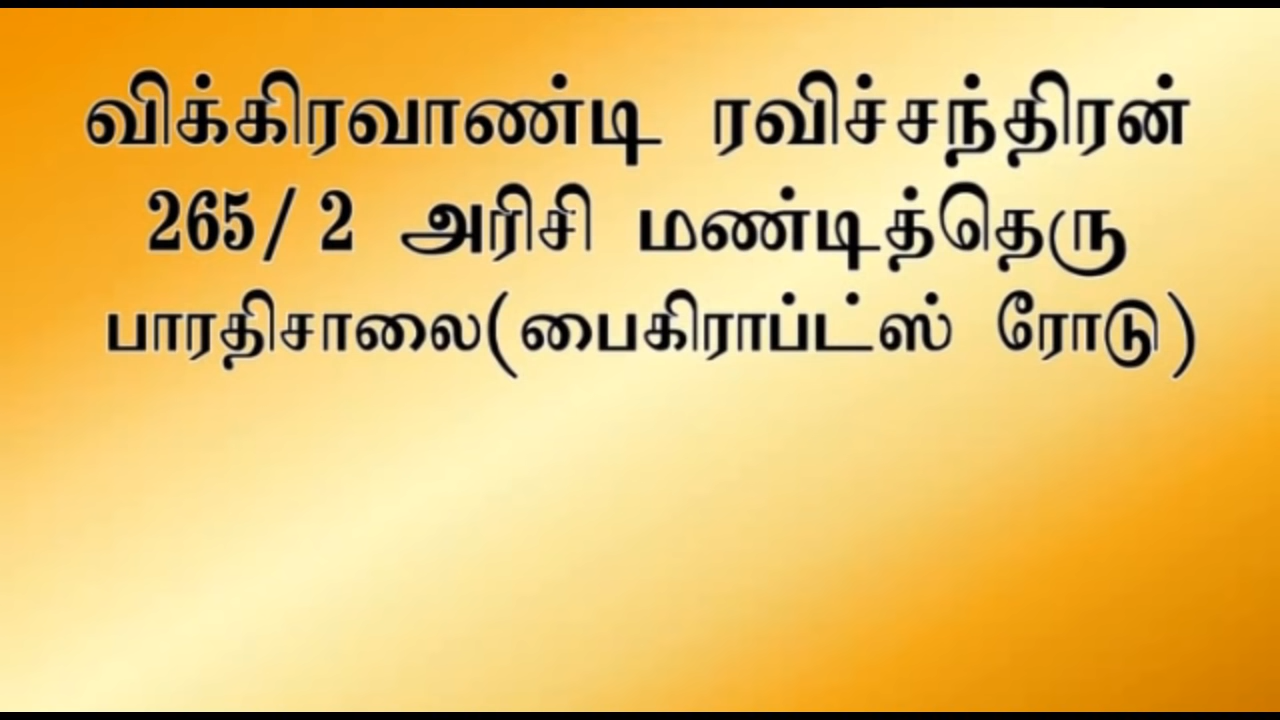 விக்கிரவாண்டி ரவிச்சந்திரன்
265/ 2 அரிசி மண்டித்தெரு
பாரதிசாலை(பைகிராப்ட்ஸ் ரோடு)